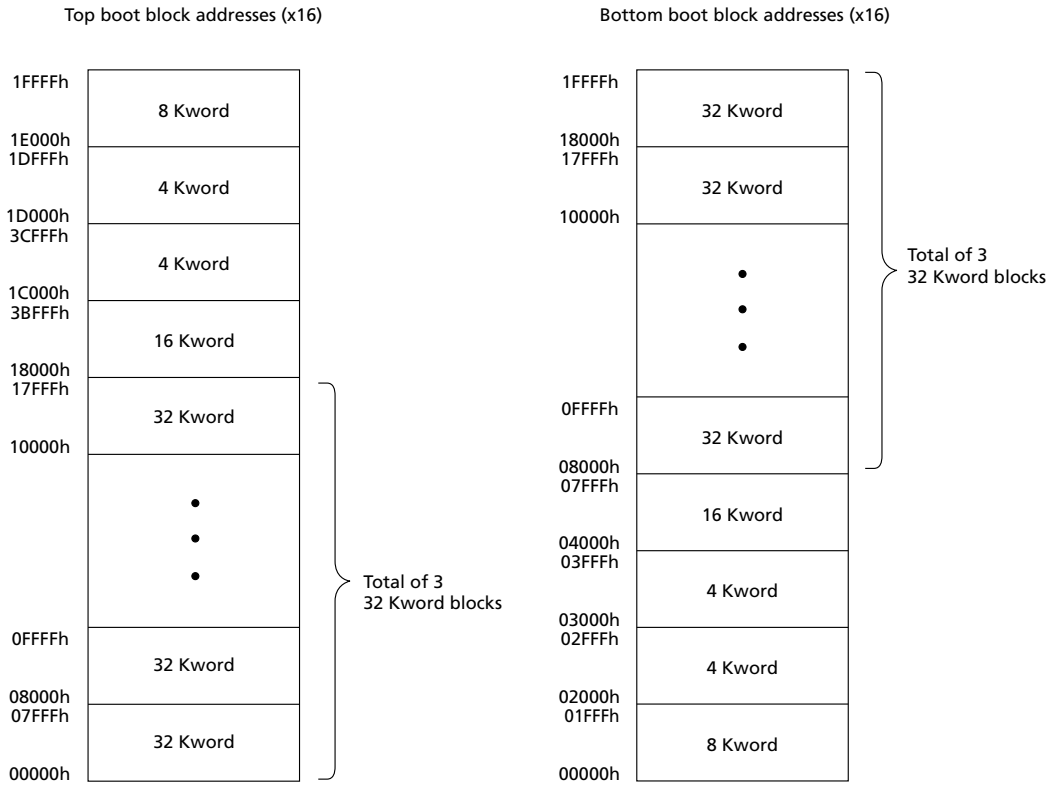 Top boot block addresses (x16)
1FFFFh
8 Kword
1E000h
1DFFFh
4 Kword
1D000h
3CFFFh
4 Kword
1C000h
3BFFFh
16 Kword
18000h
17FFFh
32 Kword
10000h
Total of 3
32 Kword blocks
0FFFFh
32 Kword
08000h
07FFFh
32 Kword
00000h
Bottom boot block addresses (x16)
1FFFFh
32 Kword
18000h
17FFFh
32 Kword
10000h
Total of 3
32 Kword blocks
0FFFFh
32 Kword
08000h
07FFFh
16 Kword
04000h
03FFFh
4 Kword
03000h
02FFFh
4 Kword
02000h
01FFFh
8 Kword
00000h